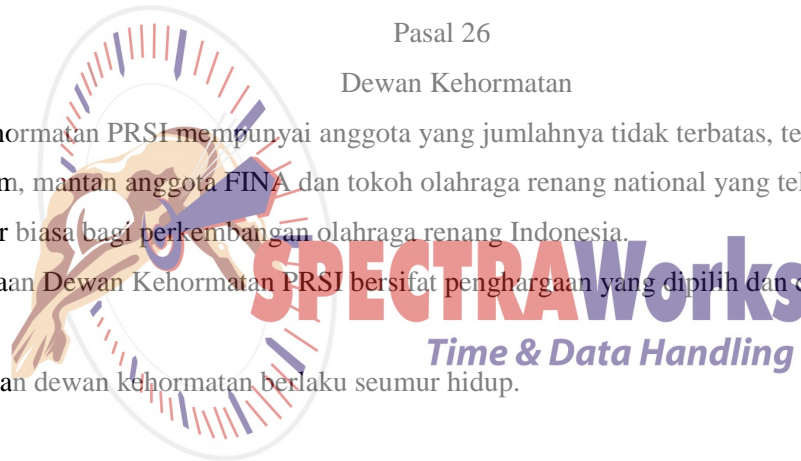 Pasal 26
Dewan Kehormatan
hormatan PRSI mempunyai anggota yang jumlahnya tidak terbatas, te
m, mantan anggota FINA dan tokoh olahraga renang national yang tel
r biasa bagi perkembangan olahraga renang Indonesia.
aan Dewan Kehormatan PRSI bersifat penghargaan yang dipilih dan d
SPECTRAWorks
Time & Data Handling
an dewan kehormatan berlaku seumur hidup.